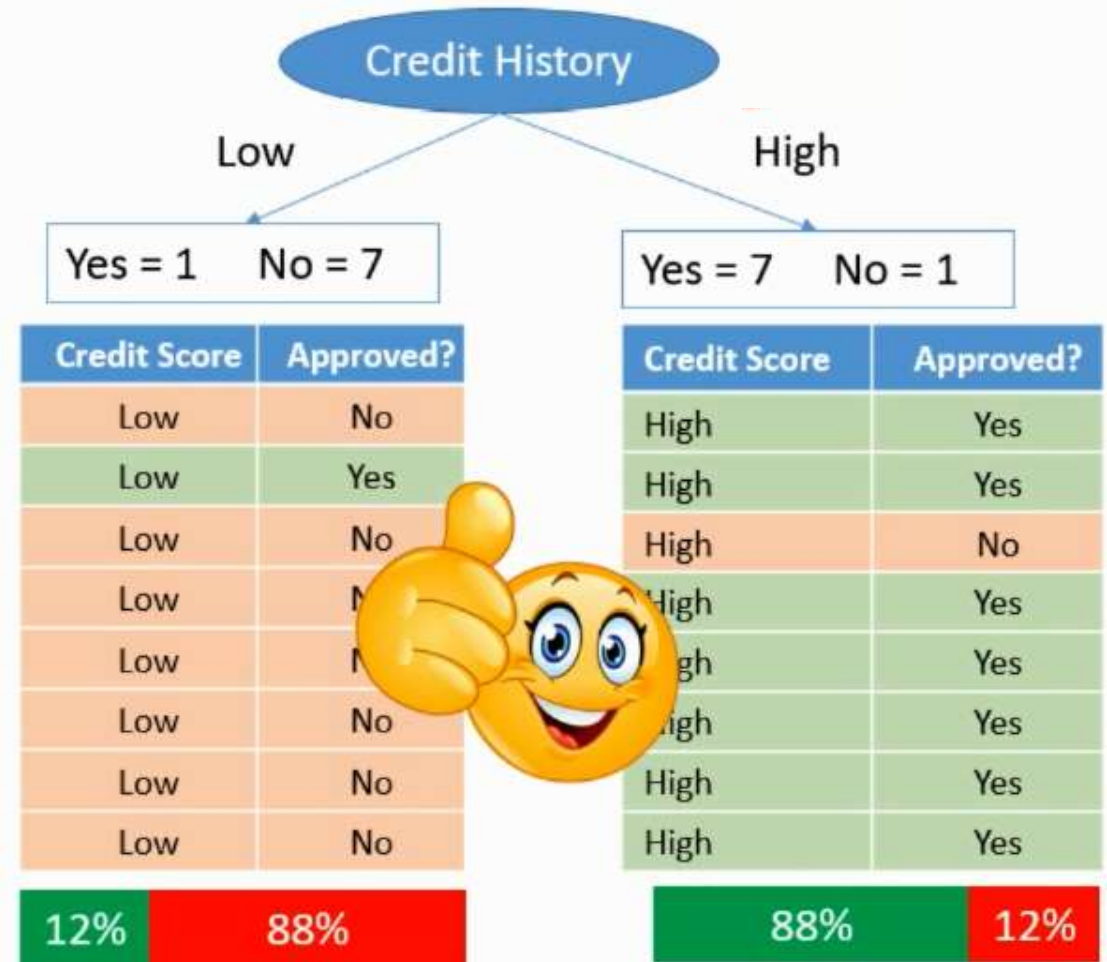 Credit History
Low High
Yes = 1 No = 7
Yes = 7 No = 1
Credit Score Approved?
Low No
Low Yes
Low No
Low
Low
Low No
Low No
Low No
12% 88%
Credit Score Approved?
High Yes
High Yes
High No
High Yes
Yes
Yes
High Yes
High Yes
88% 12%